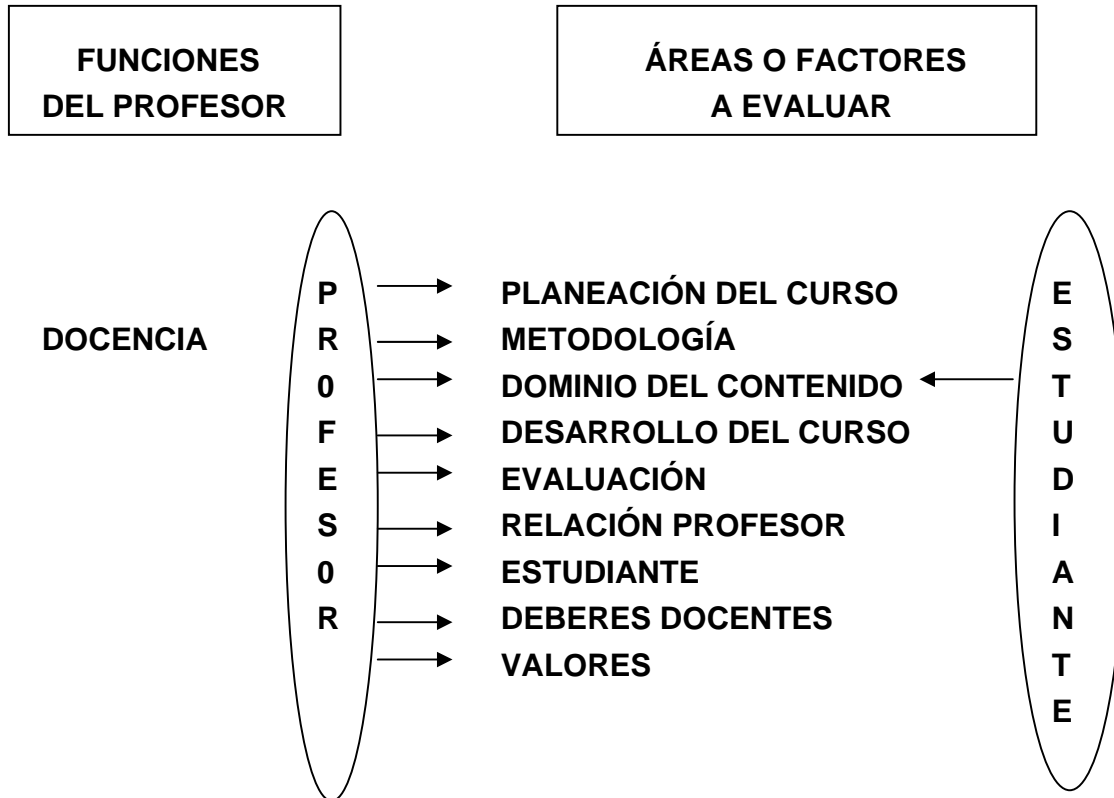 FUNCIONES
DEL PROFESOR
ÁREAS O FACTORES
A EVALUAR
DOCENCIA
P
R
0
F
E
S
0
R
PLANEACIÓN DEL CURSO
METODOLOGÍA
DOMINIO DEL CONTENIDO
DESARROLLO DEL CURSO
EVALUACIÓN
RELACIÓN PROFESOR
ESTUDIANTE
DEBERES DOCENTES
VALORES
E
S
T
U
D
I
A
N
T
E